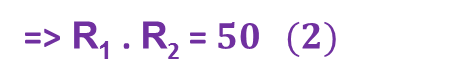 => R₁ . R₂ = 50 (2)